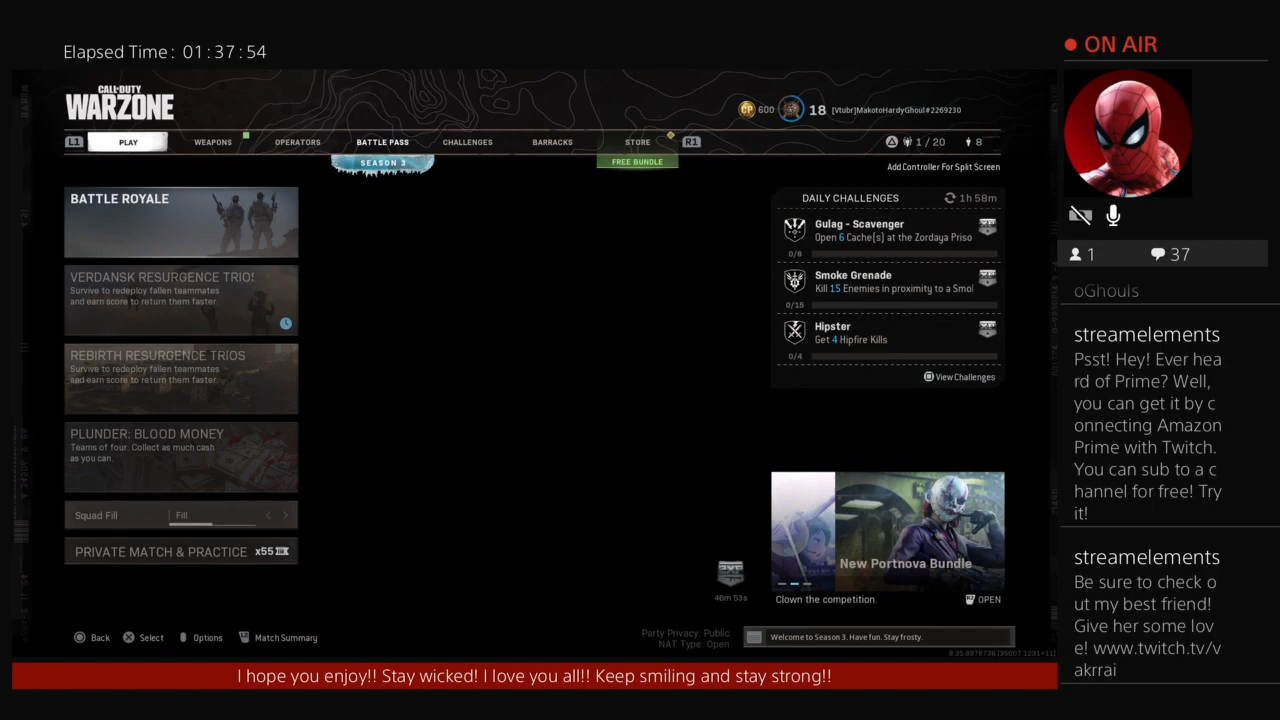 Elapsed Time: 01:37:54
ON AIR
CALL OF DUTY
WARZONE
CP 600 18 [Vtubr]MakotoHardyGhoul#2269230
L1 PLAY WEAPONS OPERATORS BATTLE PASS CHALLENGES BARRACKS STORE R1 1 / 20 8
SEASON 3 FREE BUNDLE
Add Controller For Split Screen
BATTLE ROYALE
VERDANSK RESURGENCE TRIOS
Survive to redeploy fallen teammates
and earn score to return them faster.
REBIRTH RESURGENCE TRIOS
Survive to redeploy fallen teammates
and earn score to return them faster.
PLUNDER: BLOOD MONEY
Teams of four. Collect as much cash
as you can.
Squad Fill Fill
PRIVATE MATCH & PRACTICE x55
DAILY CHALLENGES 1h 58m
Gulag - Scavenger
Open 6 Cache(s) at the Zordaya Priso
0/6
Smoke Grenade
Kill 15 Enemies in proximity to a Smo
0/15
Hipster
Get 4 Hipfire Kills
0/4
View Challenges
New Portnova Bundle
Clown the competition. OPEN
2XP
46m 53s
Back Select Options Match Summary
Party Privacy: Public
NAT Type: Open
Welcome to Season 3. Have fun. Stay frosty.
I hope you enjoy!! Stay wicked! I love you all!! Keep smiling and stay strong!!
1 37
oGhouls
streamelements
Psst! Hey! Ever hea
rd of Prime? Well,
you can get it by c
onnecting Amazon
Prime with Twitch.
You can sub to a c
hannel for free! Try
it!
streamelements
Be sure to check o
ut my best friend!
Give her some lov
e! www.twitch.tv/v
akrrai